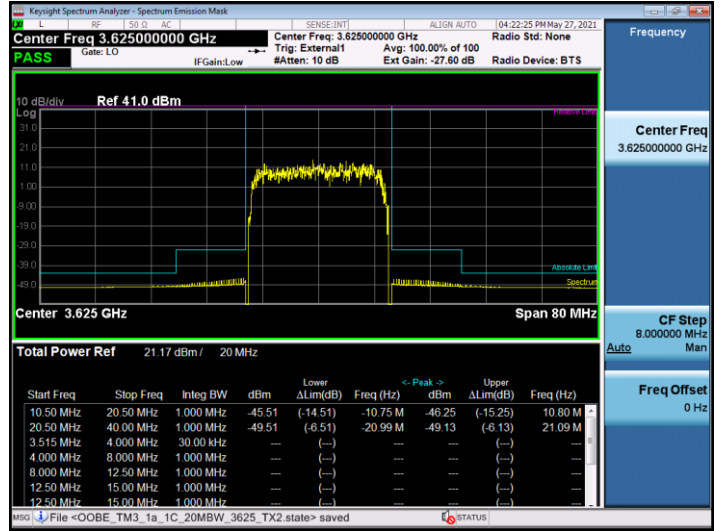 Keysight Spectrum Analyzer - Spectrum Emission Mask
LXI L RF 50 Ω AC SENSE:INT ALIGN AUTO 04:22:25 PM May 27, 2021
Center Freq 3.625000000 GHz
Center Freq: 3.625000000 GHz Radio Std: None
Gate: LO Trig: External1 Avg: 100.00% of 100
PASS IFGain:Low #Atten: 10 dB Ext Gain: -27.60 dB Radio Device: BTS
10 dB/div Ref 41.0 dBm
Log
Relative Limit
31.0
21.0
11.0
1.00
-9.00
-19.0
-29.0
-39.0
Absolute Limit
-49.0
Spectrum
Center 3.625 GHz Span 80 MHz
Total Power Ref 21.17 dBm / 20 MHz
Lower <- Peak -> Upper
Start Freq Stop Freq Integ BW dBm ΔLim(dB) Freq (Hz) dBm ΔLim(dB) Freq (Hz)
10.50 MHz 20.50 MHz 1.000 MHz -45.51 (-14.51) -10.75 M -46.25 (-15.25) 10.80 M
20.50 MHz 40.00 MHz 1.000 MHz -49.51 (-6.51) -20.99 M -49.13 (-6.13) 21.09 M
3.515 MHz 4.000 MHz 30.00 kHz --- (---) --- --- (---) ---
4.000 MHz 8.000 MHz 1.000 MHz --- (---) --- --- (---) ---
8.000 MHz 12.50 MHz 1.000 MHz --- (---) --- --- (---) ---
12.50 MHz 15.00 MHz 1.000 MHz --- (---) --- --- (---) ---
12.50 MHz 15.00 MHz 1.000 MHz --- (---) --- --- (---) ---
MSG File <OOBE_TM3_1a_1C_20MBW_3625_TX2.state> saved STATUS
Frequency
Center Freq
3.625000000 GHz
CF Step
8.000000 MHz
Auto Man
Freq Offset
0 Hz